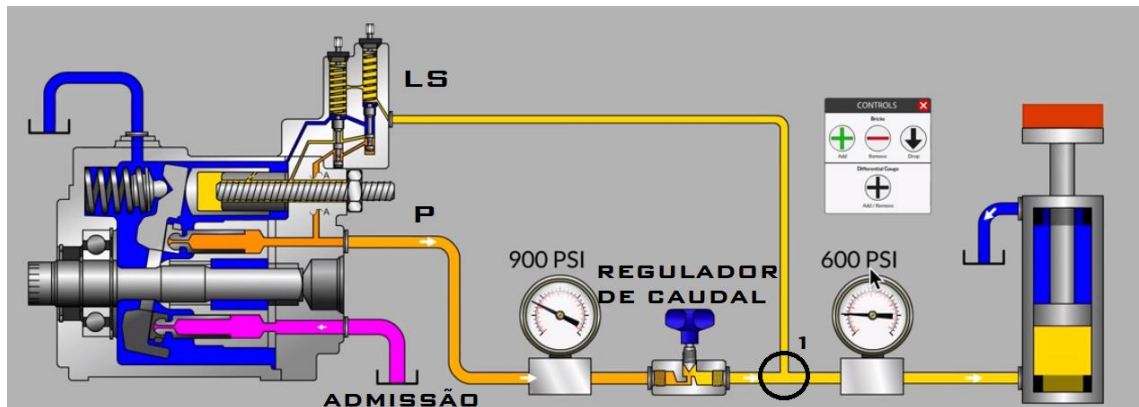 LS
CONTROLS
Bricks
Add
Remove
Drop
Differential Gauge
Add / Remove
A
P
A
900 PSI
REGULADOR
DE CAUDAL
600 PSI
1
ADMISSÃO